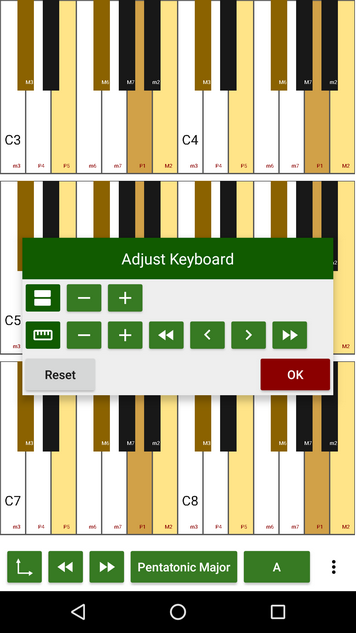 M3 M6 M7 m2 M3 M6 M7 m2
C3 C4
m3 P4 P5 m6 m7 P1 M2 m3 P4 P5 m6 m7 P1 M2
m2
Adjust Keyboard
C5
Reset OK
M3 M6 M7 m2 M3 M6 M7 m2
C7 C8
m3 P4 P5 m6 m7 P1 M2 m3 P4 P5 m6 m7 P1 M2
Pentatonic Major A